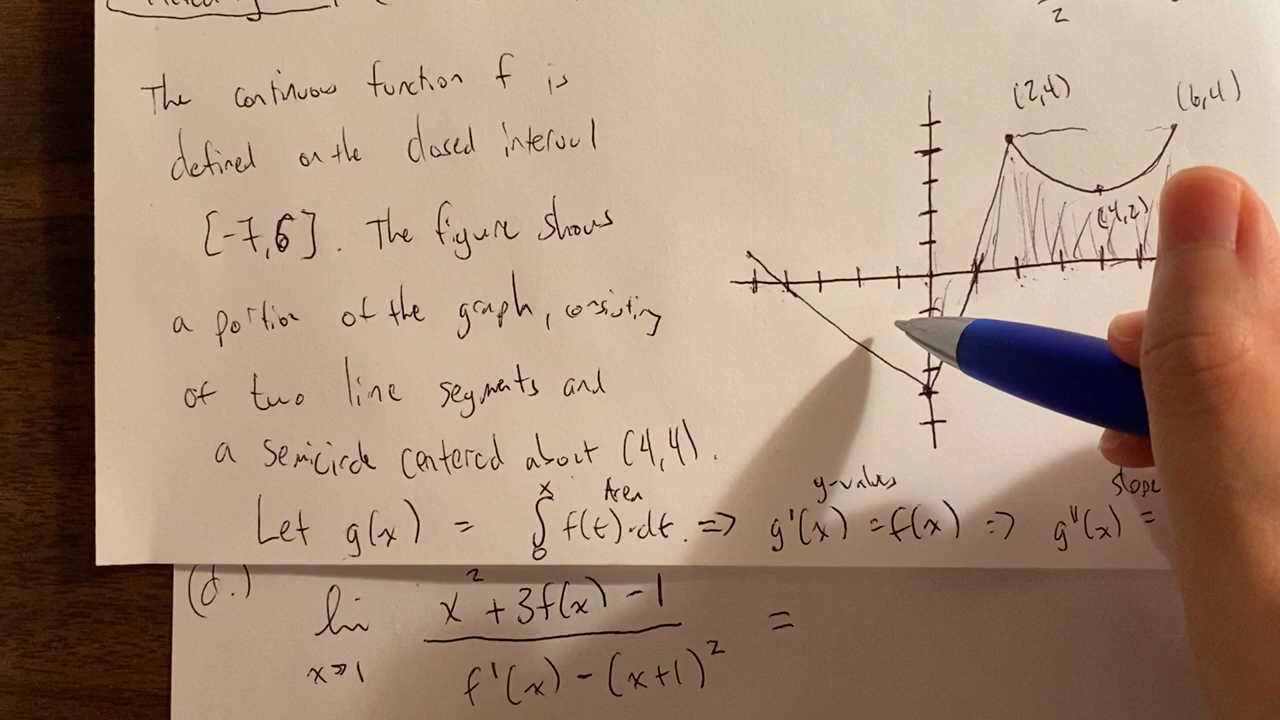 2
The continuous function f is
defined on the closed interval
[-7,6]. The figure shows
a portion of the graph, consisting
of two line segments and
a semicircle centered about (4,4).
(2,4)
(6,4)
(4,2)
Area
y-values
slope
Let g(x) = ∫₀ˣ f(t)·dt. => g'(x) = f(x) => g''(x) =
(d.) lim x→1 (x² + 3f(x) - 1) / (f'(x) - (x+1)²) =